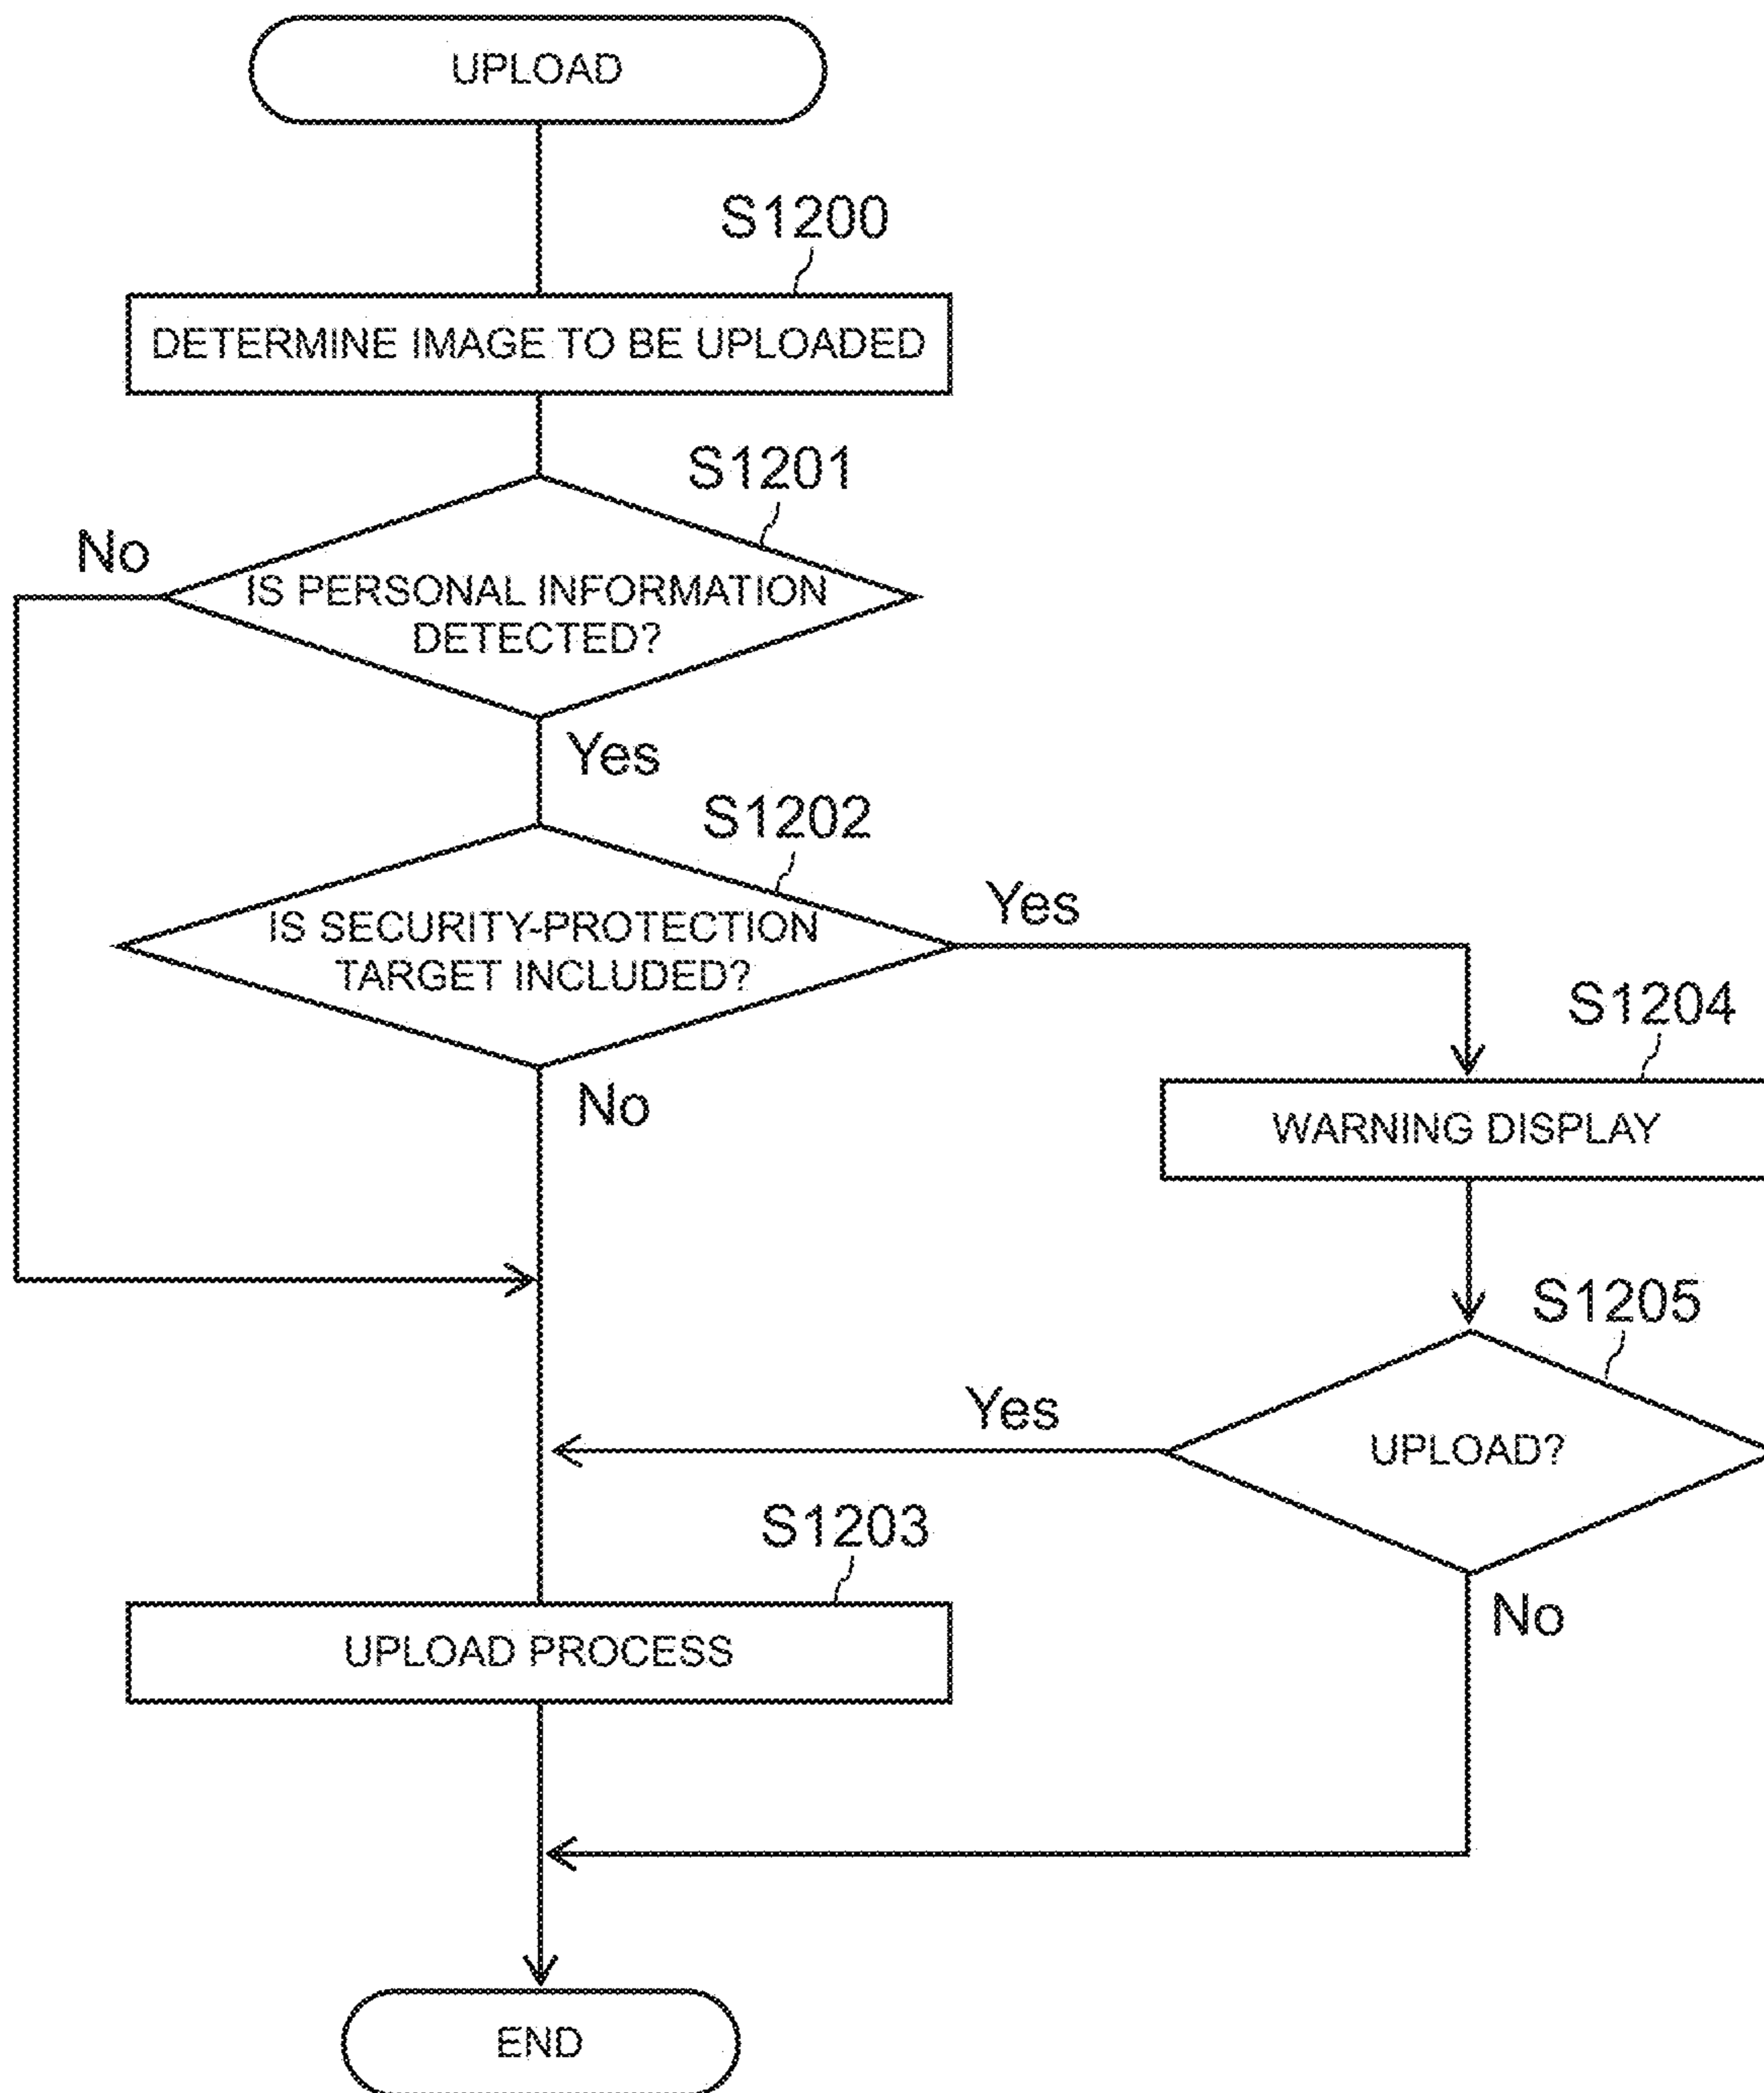 UPLOAD
S1200
DETERMINE IMAGE TO BE UPLOADED
S1201
No
IS PERSONAL INFORMATION
DETECTED?
Yes
S1202
IS SECURITY-PROTECTION
TARGET INCLUDED?
Yes
No
S1204
WARNING DISPLAY
S1205
UPLOAD?
Yes
No
S1203
UPLOAD PROCESS
END